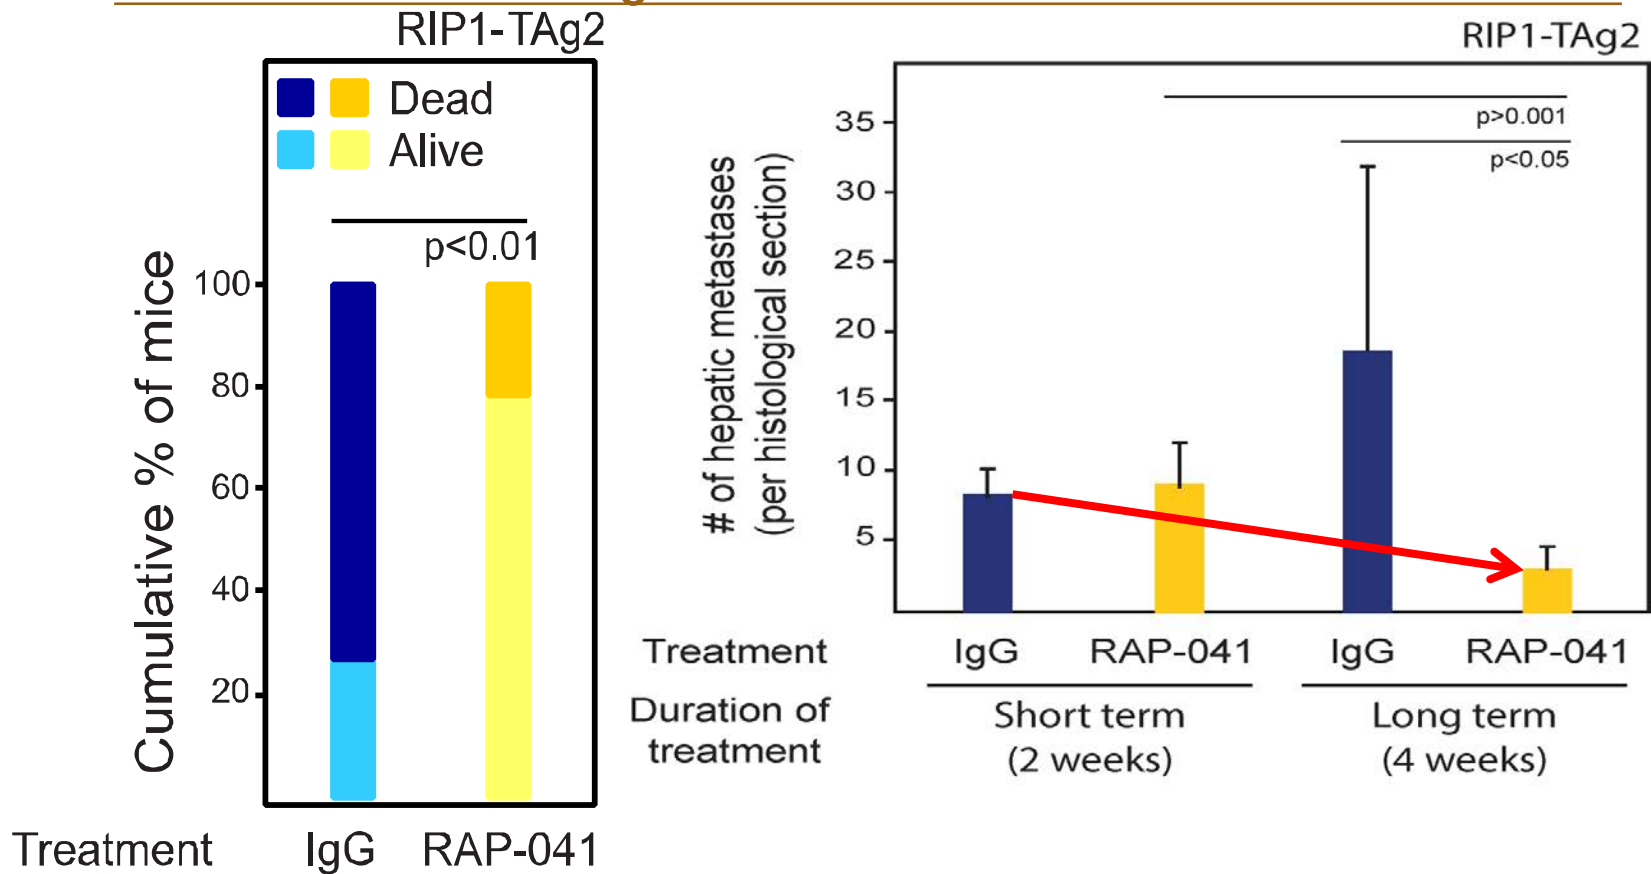 RIP1-TAg2
Dead
Alive
p<0.01
100
80
60
40
20
Cumulative % of mice
Treatment IgG RAP-041
RIP1-TAg2
p>0.001
p<0.05
35
30
25
20
15
10
5
# of hepatic metastases
(per histological section)
Treatment IgG RAP-041 IgG RAP-041
Duration of
treatment
Short term
(2 weeks)
Long term
(4 weeks)